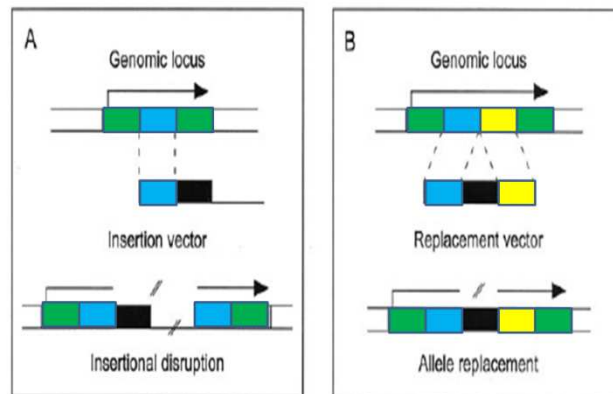 A
Genomic locus
Insertion vector
Insertional disruption
B
Genomic locus
Replacement vector
Allele replacement